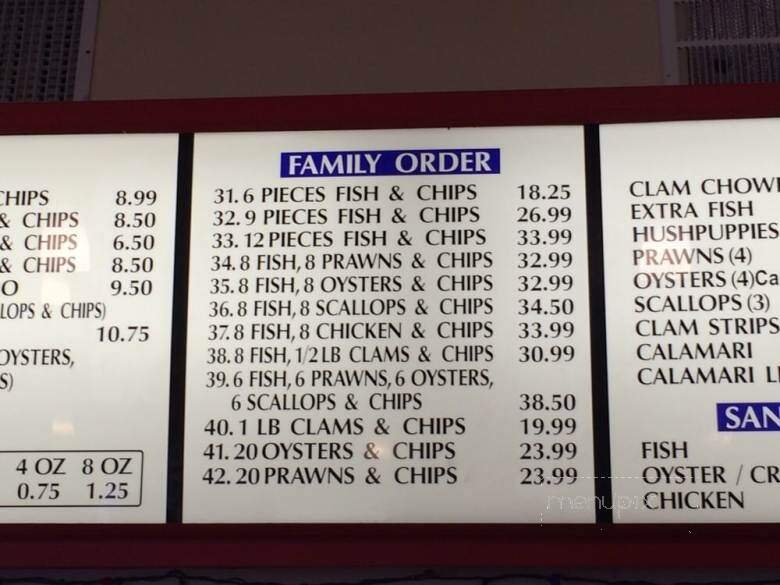 CHIPS 8.99
& CHIPS 8.50
& CHIPS 6.50
& CHIPS 8.50
9.50
& CHIPS)
10.75
OYSTERS,
4 OZ 8 OZ
0.75 1.25
FAMILY ORDER
31. 6 PIECES FISH & CHIPS 18.25
32. 9 PIECES FISH & CHIPS 26.99
33. 12 PIECES FISH & CHIPS 33.99
34. 8 FISH, 8 PRAWNS & CHIPS 32.99
35. 8 FISH, 8 OYSTERS & CHIPS 32.99
36. 8 FISH, 8 SCALLOPS & CHIPS 34.50
37. 8 FISH, 8 CHICKEN & CHIPS 33.99
38. 8 FISH, 1/2 LB CLAMS & CHIPS 30.99
39. 6 FISH, 6 PRAWNS, 6 OYSTERS,
6 SCALLOPS & CHIPS 38.50
40. 1 LB CLAMS & CHIPS 19.99
41. 20 OYSTERS & CHIPS 23.99
42. 20 PRAWNS & CHIPS 23.99
CLAM
EXTRA FISH
HUSHPUPPIES
PRAWNS (4)
OYSTERS (4)
SCALLOPS (3)
CLAM STRIPS
CALAMARI
CALAMARI
FISH
OYSTER /
CHICKEN